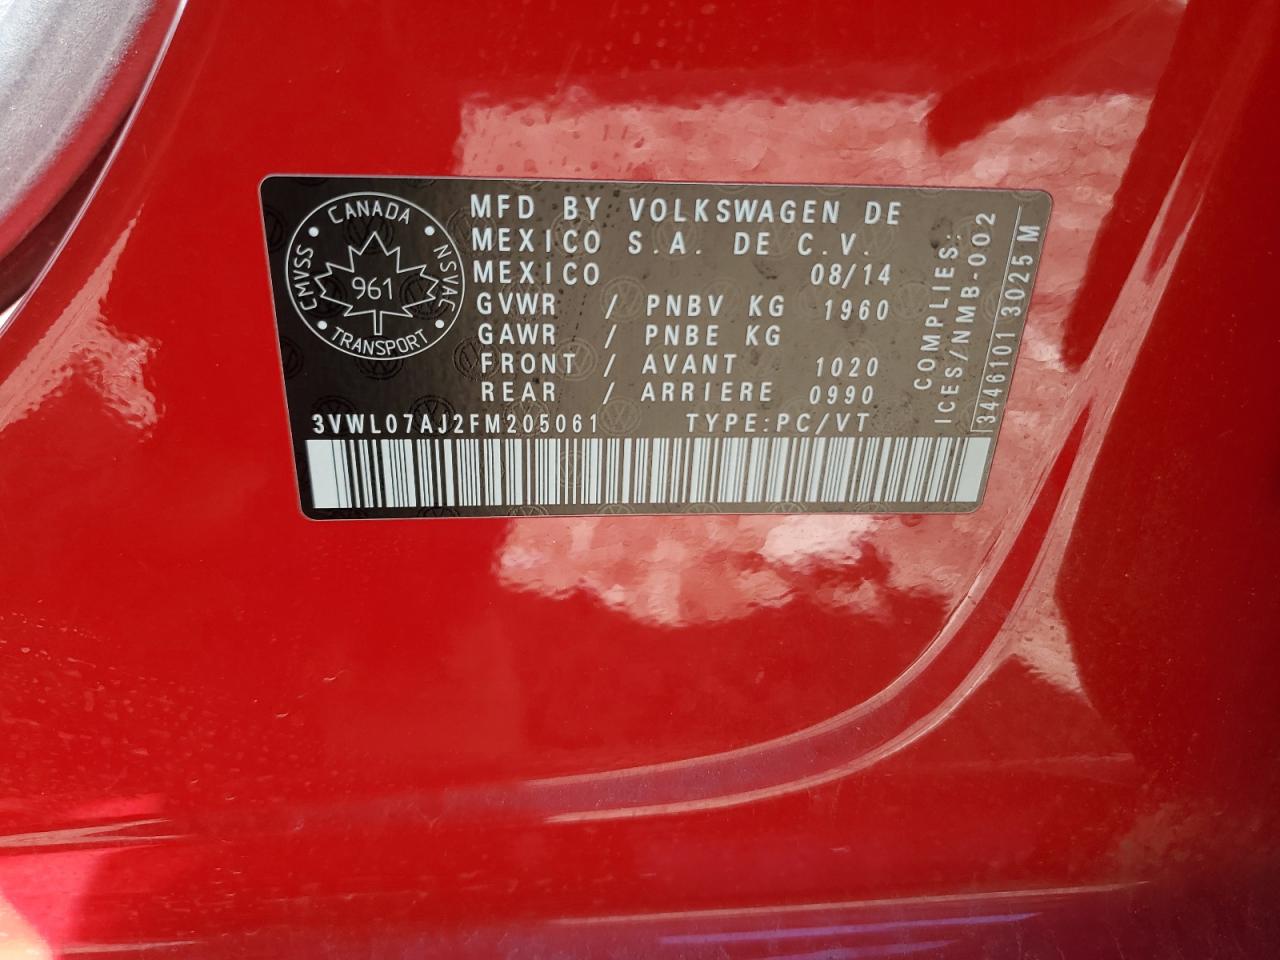 CANADA
CMVSS
NSVAC
961
TRANSPORT
MFD BY VOLKSWAGEN DE
MEXICO S.A. DE C.V.
MEXICO 08/14
GVWR / PNBV KG 1960
GAWR / PNBE KG
FRONT / AVANT 1020
REAR / ARRIERE 0990
3VWL07AJ2FM205061 TYPE:PC/VT
COMPLIES:
ICES/NMB-002
3446101 3025 M